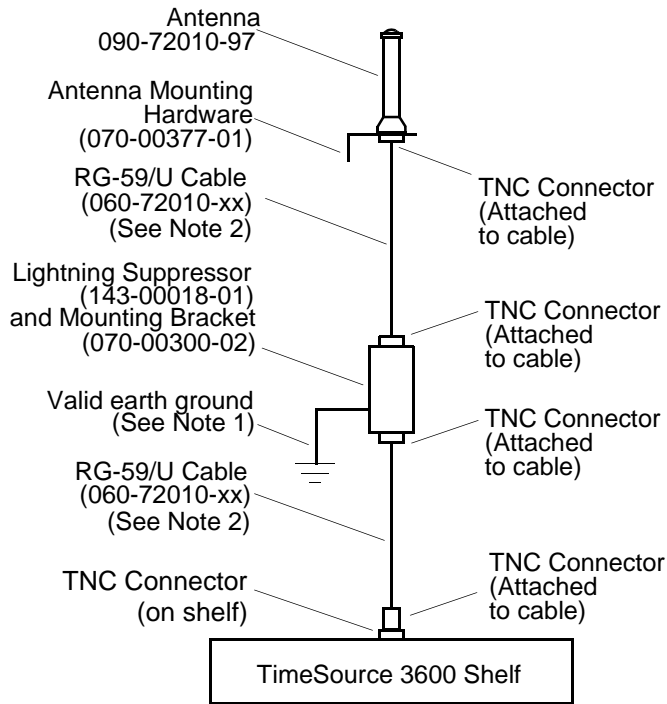 Antenna
090-72010-97
Antenna Mounting
Hardware
(070-00377-01)
RG-59/U Cable
(060-72010-xx)
(See Note 2)
TNC Connector
(Attached
to cable)
Lightning Suppressor
(143-00018-01)
and Mounting Bracket
(070-00300-02)
TNC Connector
(Attached
to cable)
Valid earth ground
(See Note 1)
TNC Connector
(Attached
to cable)
RG-59/U Cable
(060-72010-xx)
(See Note 2)
TNC Connector
(Attached
to cable)
TNC Connector
(on shelf)
TimeSource 3600 Shelf